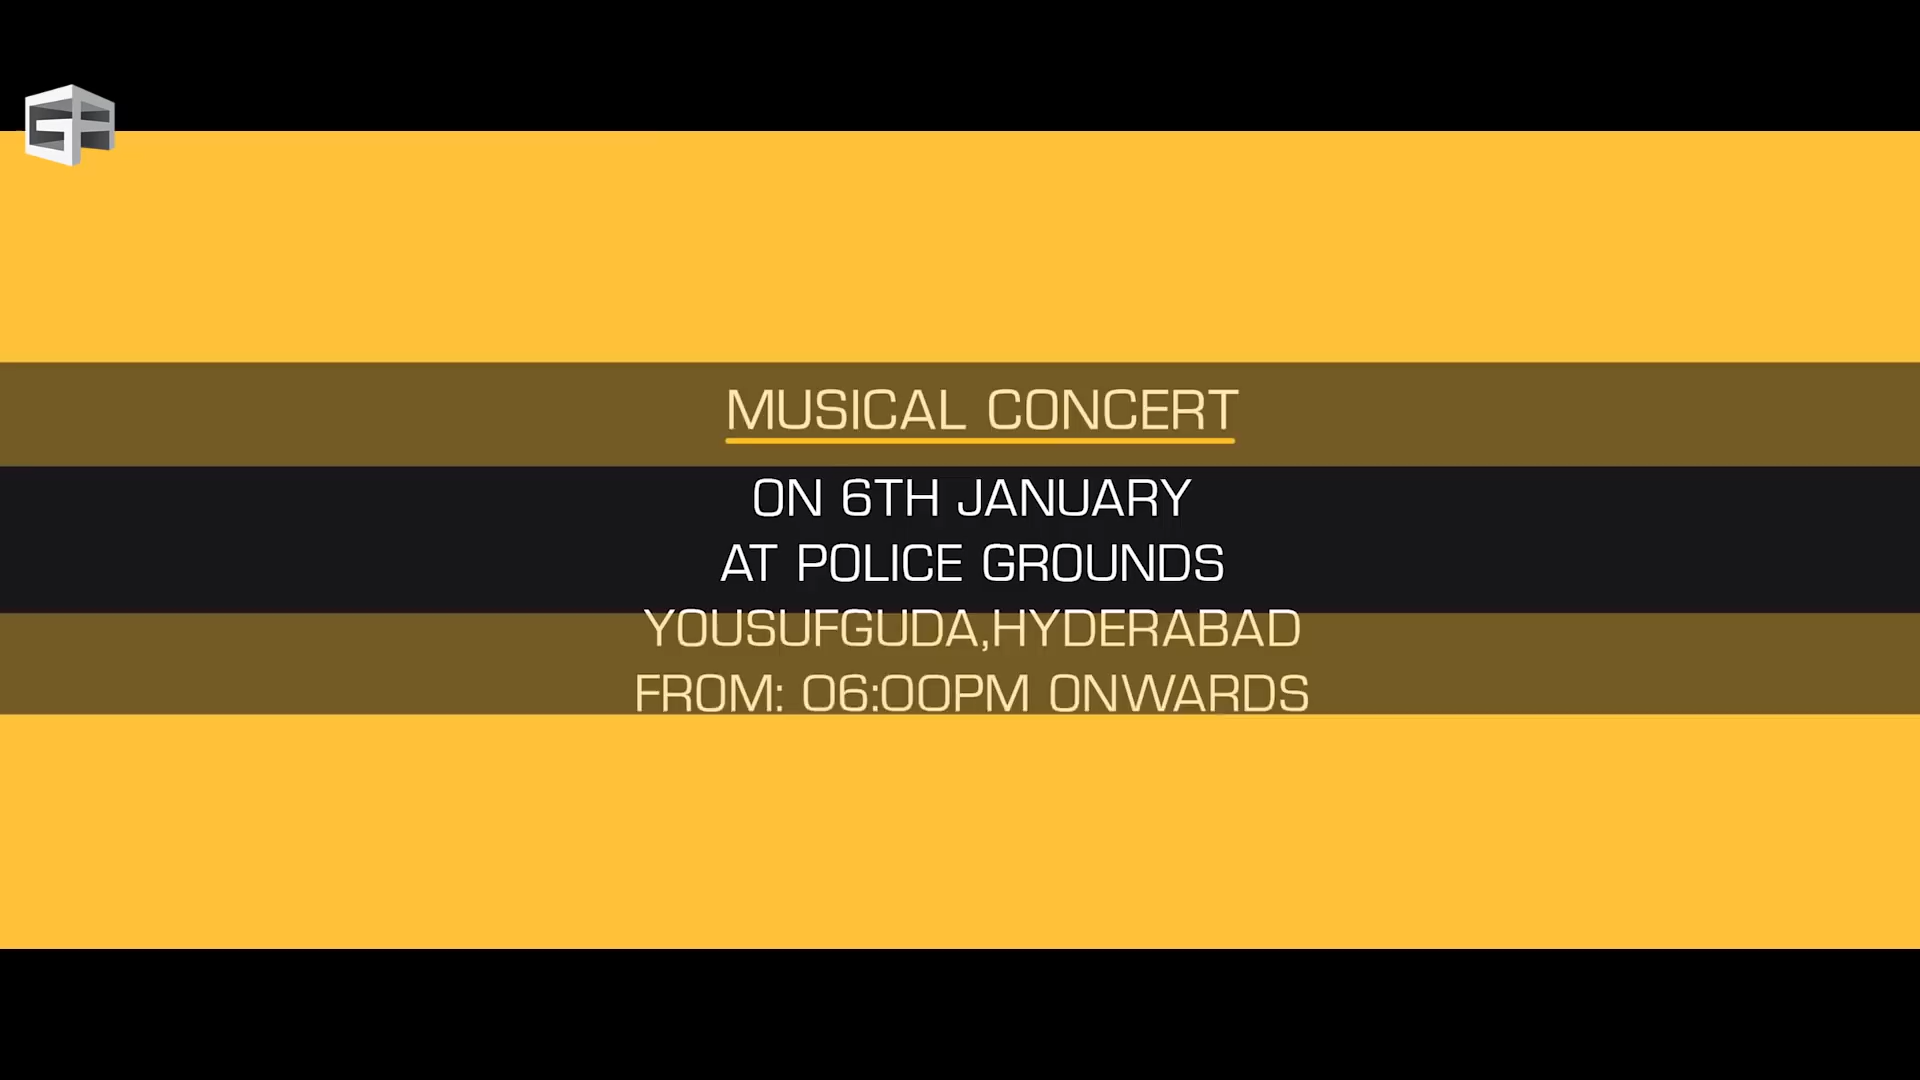 MUSICAL CONCERT
ON 6TH JANUARY
AT POLICE GROUNDS
YOUSUFGUDA,HYDERABAD
FROM: 06:00PM ONWARDS